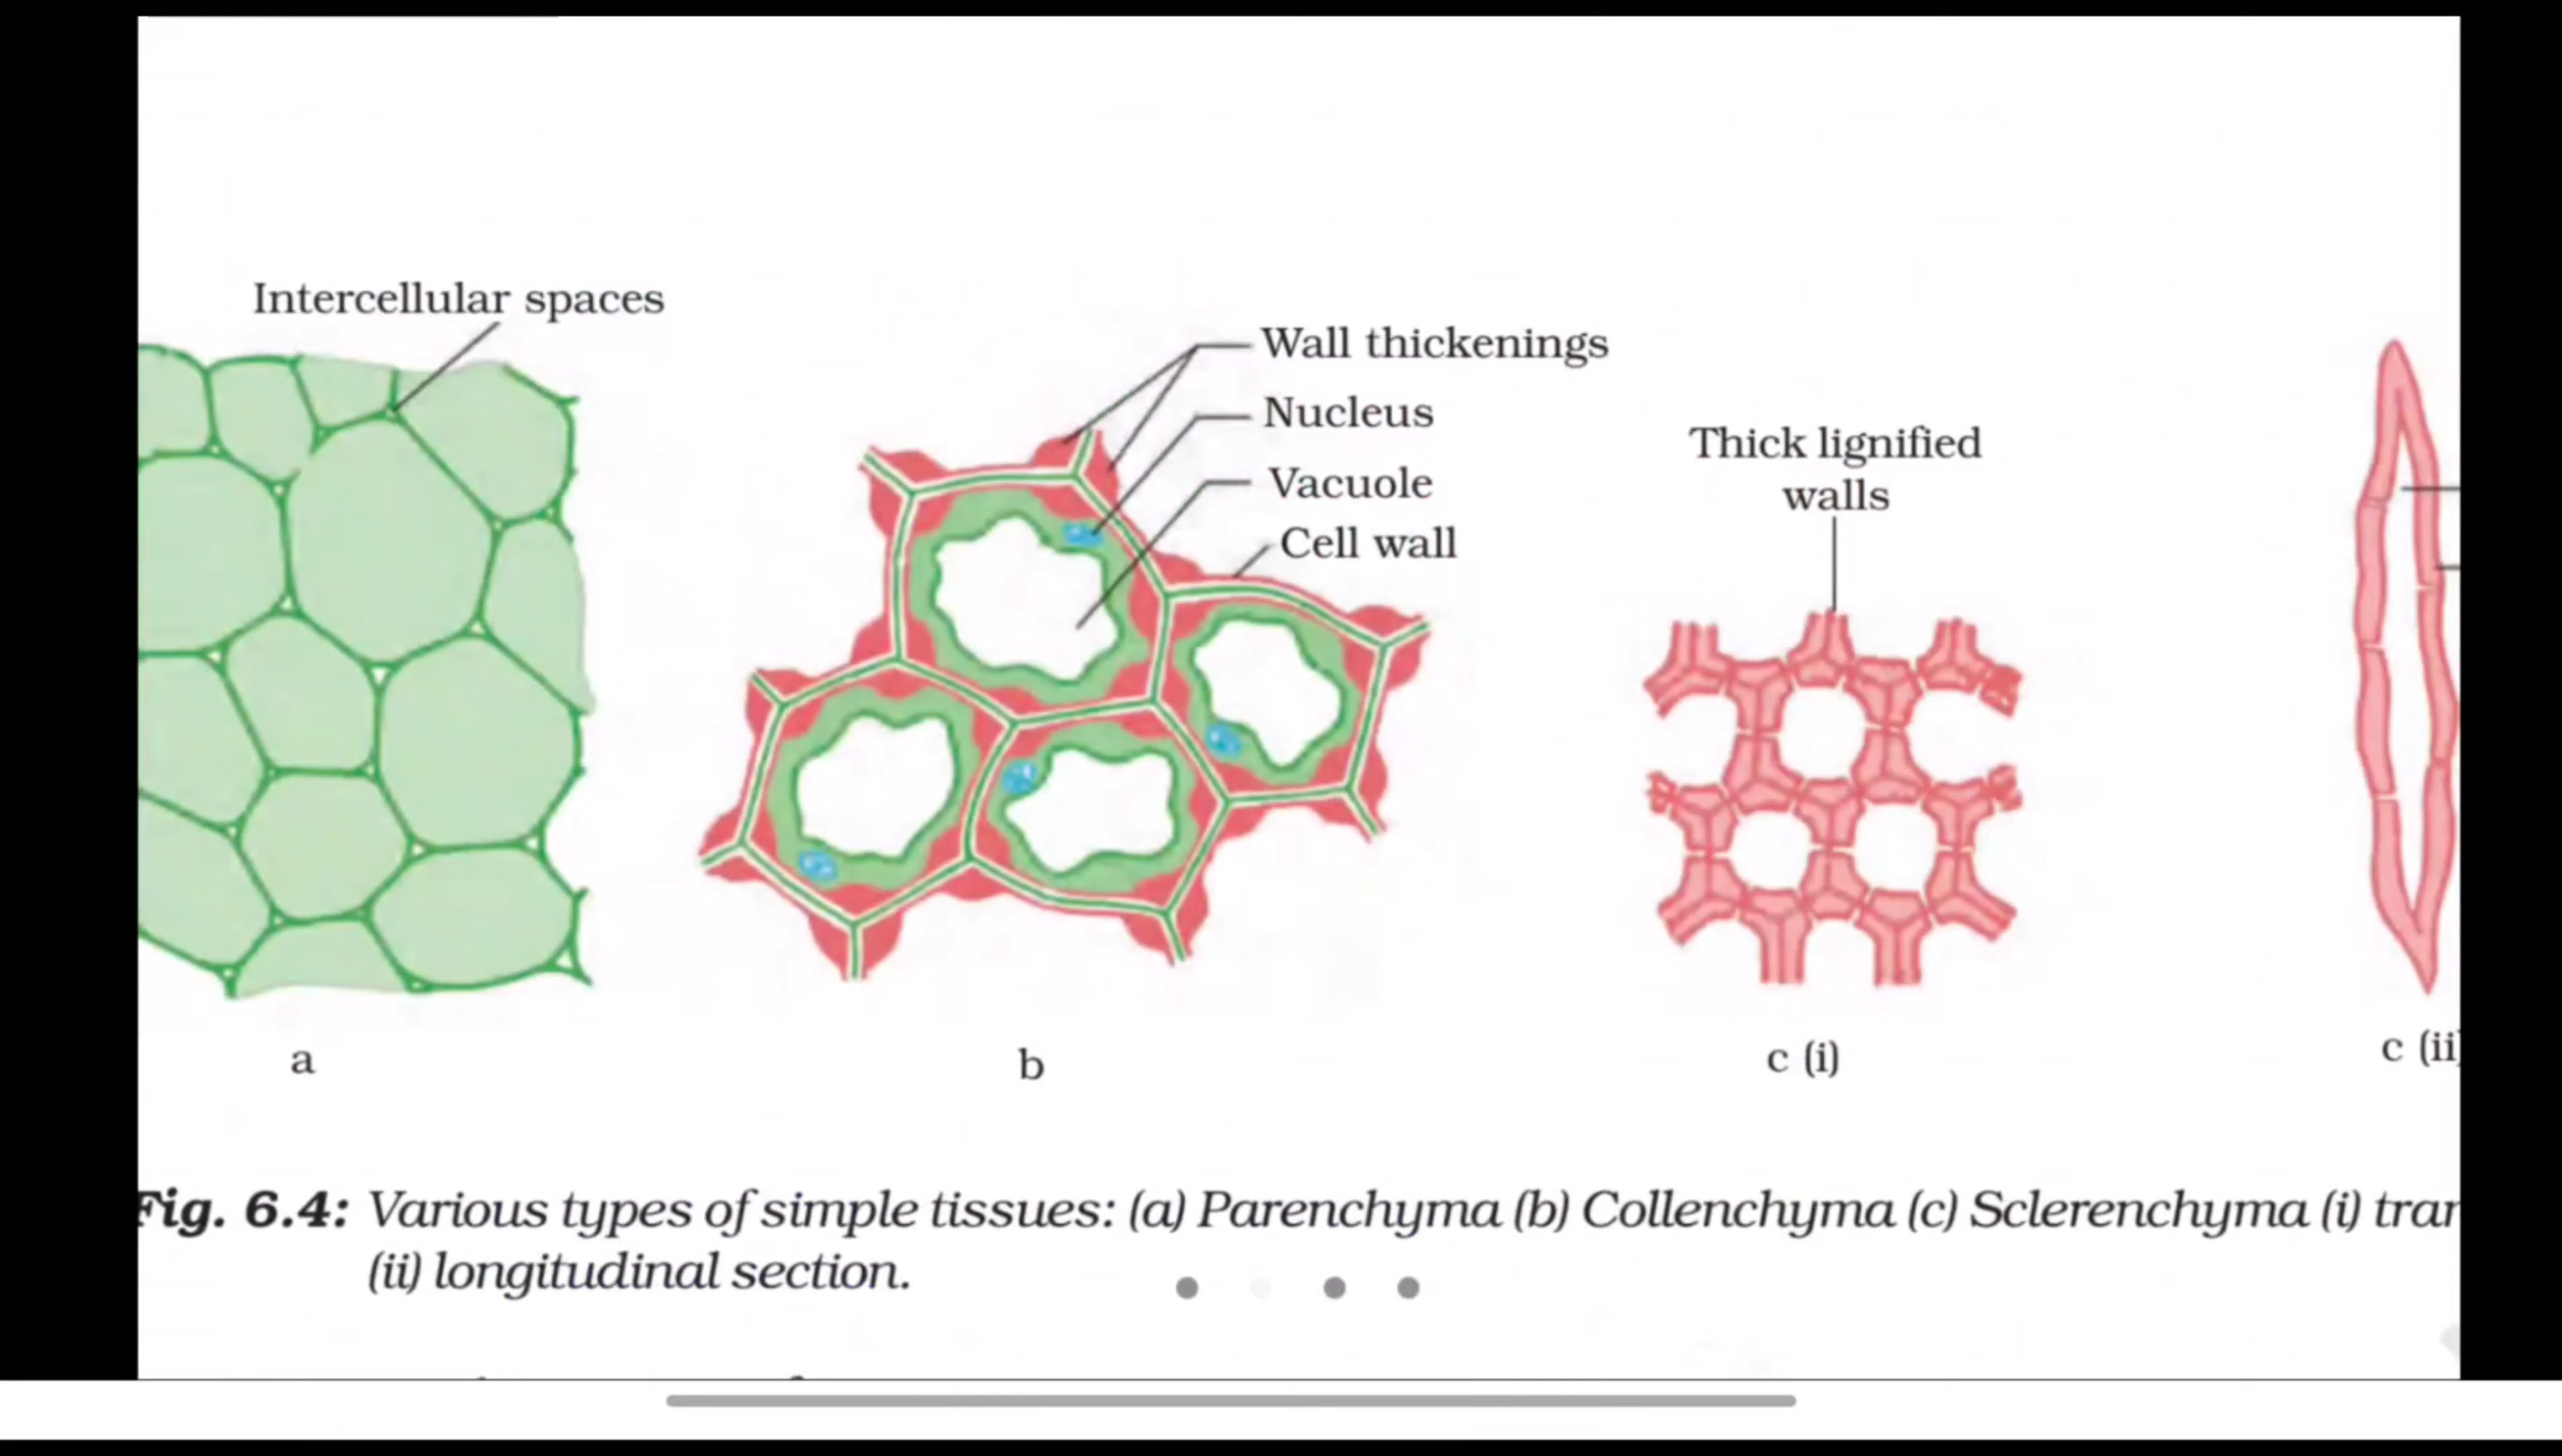 Intercellular spaces
Wall thickenings
Nucleus
Vacuole
Cell wall
Thick lignified
walls
a
b
c (i)
c (ii
Fig. 6.4: Various types of simple tissues: (a) Parenchyma (b) Collenchyma (c) Sclerenchyma (i)
(ii) longitudinal section.